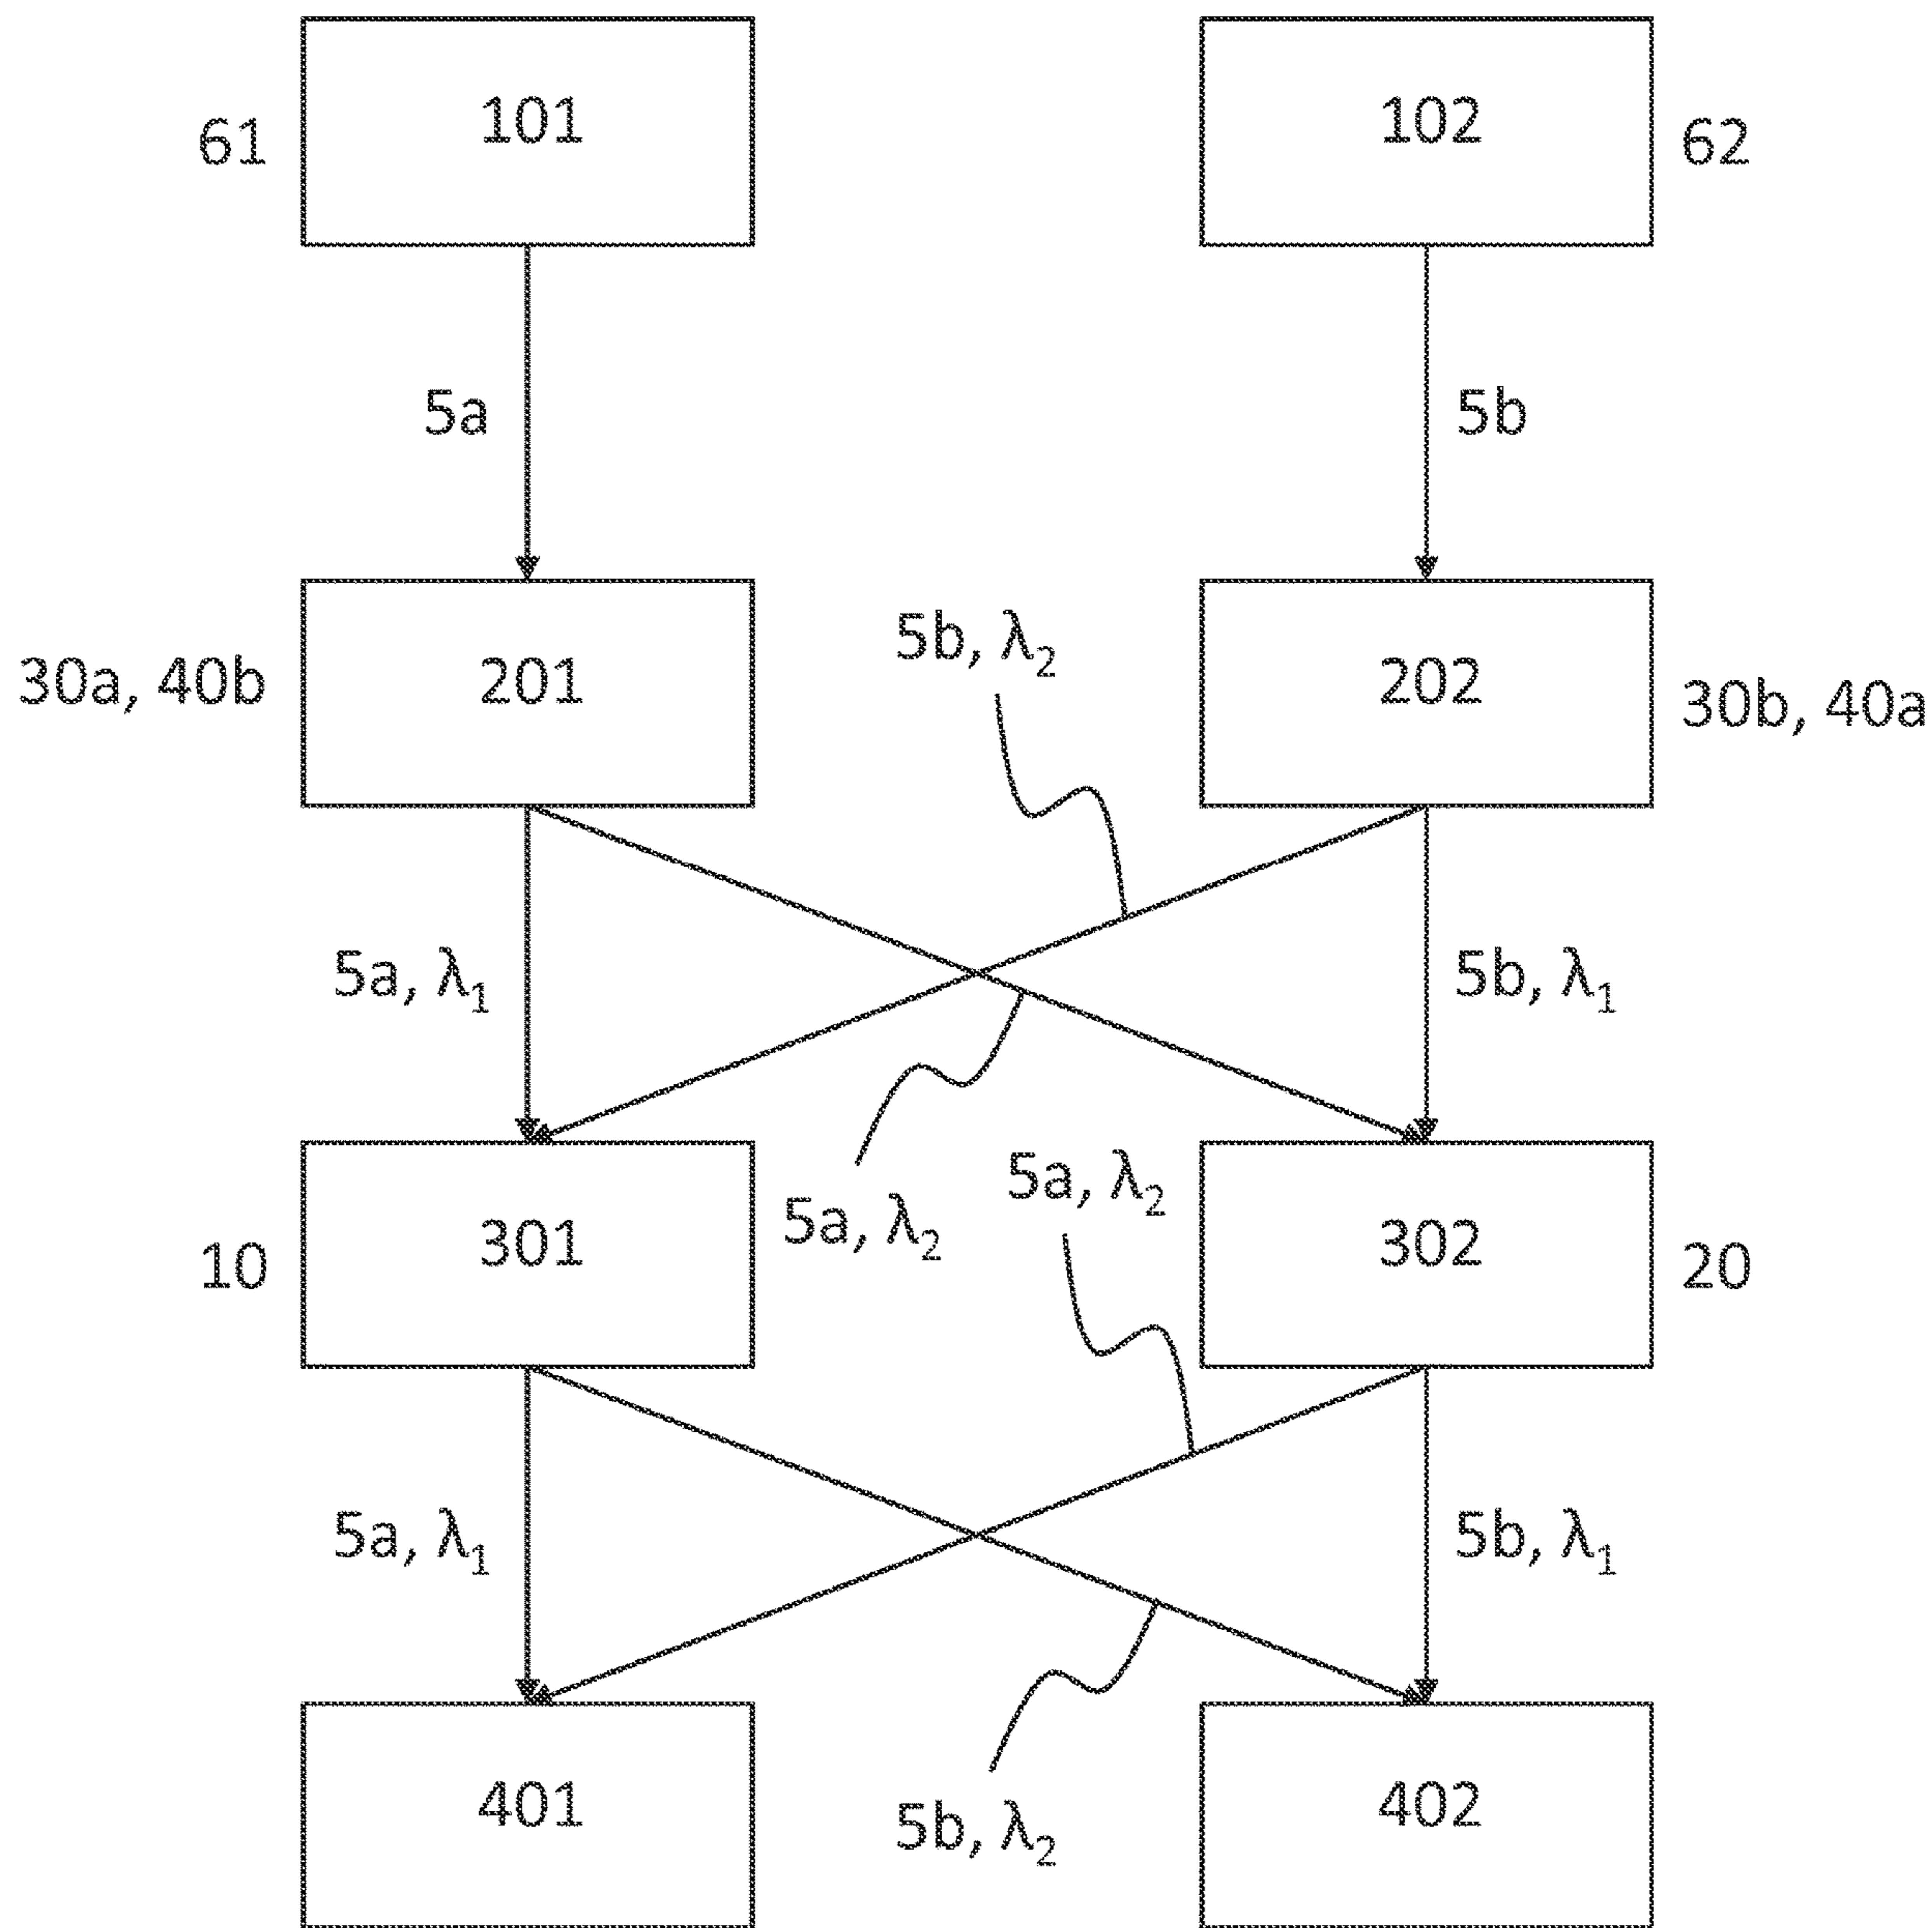 101
102
61
62
5a
5b
5b, λ₂
30a, 40b
201
202
30b, 40a
5a, λ₁
5b, λ₁
5a, λ₂
5a, λ₂
301
302
10
20
5a, λ₁
5b, λ₁
401
402
5b, λ₂